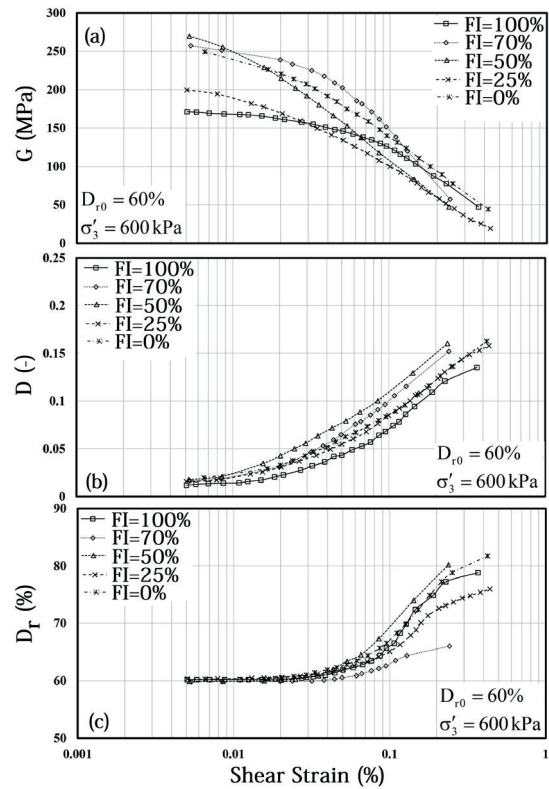 300
250
200
150
100
50
0
G (MPa)
(a)
FI=100%
FI=70%
FI=50%
FI=25%
FI=0%
Dr0 = 60%
σ′3 = 600 kPa
0.2
0.15
0.1
0.05
0
D (-)
FI=100%
FI=70%
FI=50%
FI=25%
FI=0%
(b)
Dr0 = 60%
σ′3 = 600 kPa
90
80
70
60
50
Dr (%)
FI=100%
FI=70%
FI=50%
FI=25%
FI=0%
(c)
Dr0 = 60%
σ′3 = 600 kPa
0.001
0.01
0.1
1
Shear Strain (%)